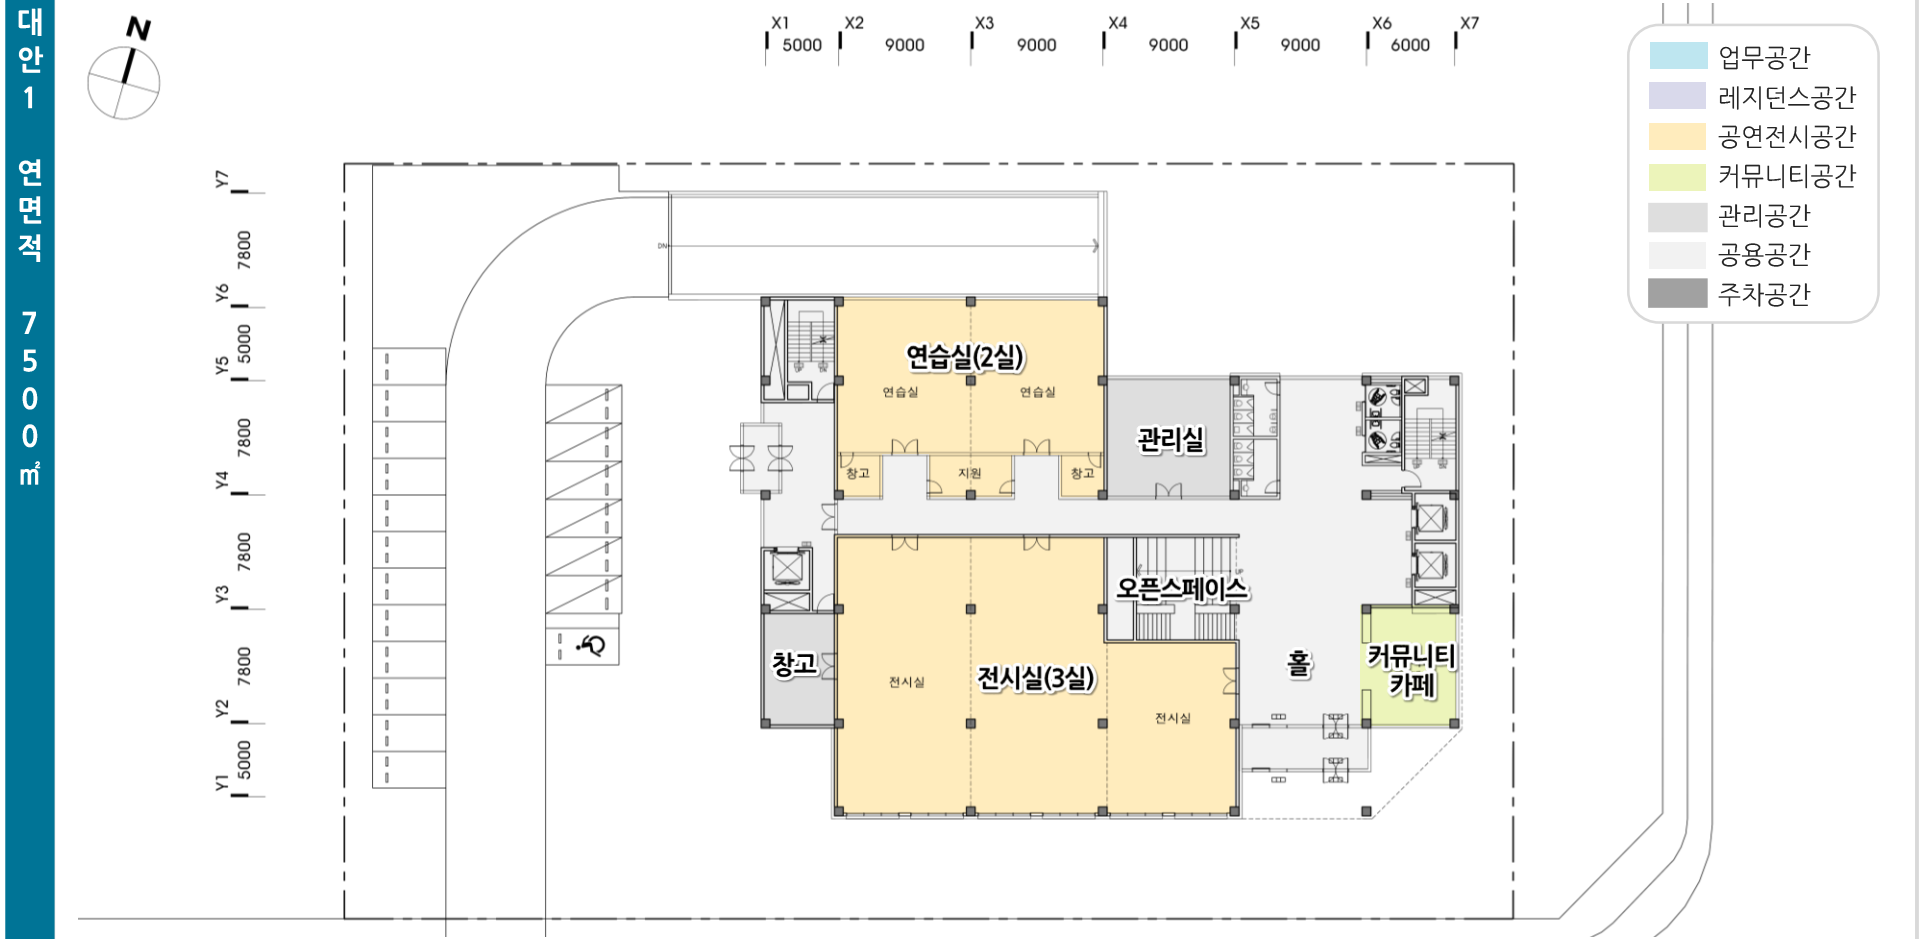 대안1 연면적 7500㎡
N
X1 X2 X3 X4 X5 X6 X7
5000 9000 9000 9000 9000 6000
업무공간
레지던스공간
공연전시공간
커뮤니티공간
관리공간
공용공간
주차공간
Y7
7800
Y6
5000
Y5
7800
Y4
7800
Y3
7800
Y2
5000
Y1
DN
연습실(2실)
연습실 연습실
관리실
창고 지원 창고
오픈스페이스
UP
창고
전시실(3실)
전시실
전시실
홀
커뮤니티
카페